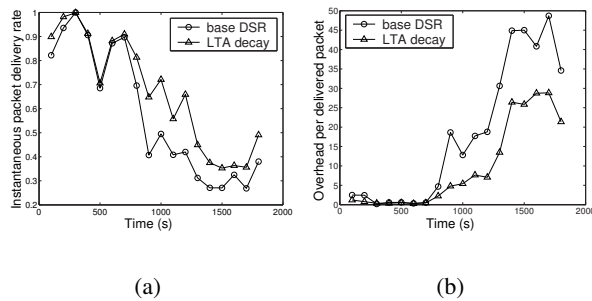 Instantaneous packet delivery rate
1
0.9
0.8
0.7
0.6
0.5
0.4
0.3
0.2
base DSR
LTA decay
0 500 1000 1500 2000
Time (s)
(a)
Overhead per delivered packet
50
45
40
35
30
25
20
15
10
5
0
base DSR
LTA decay
0 500 1000 1500 2000
Time (s)
(b)